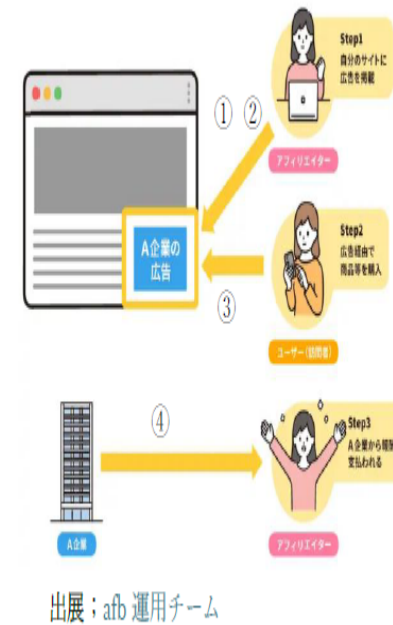 Step1
自分のサイトに
広告を掲載
① ②
アフィリエイター
A企業の
広告
Step2
広告経由で
商品等を購入
③
ユーザー(訪問者)
④
Step3
A企業から報酬
支払われる
A企業
アフィリエイター
出展;afb 運用チーム